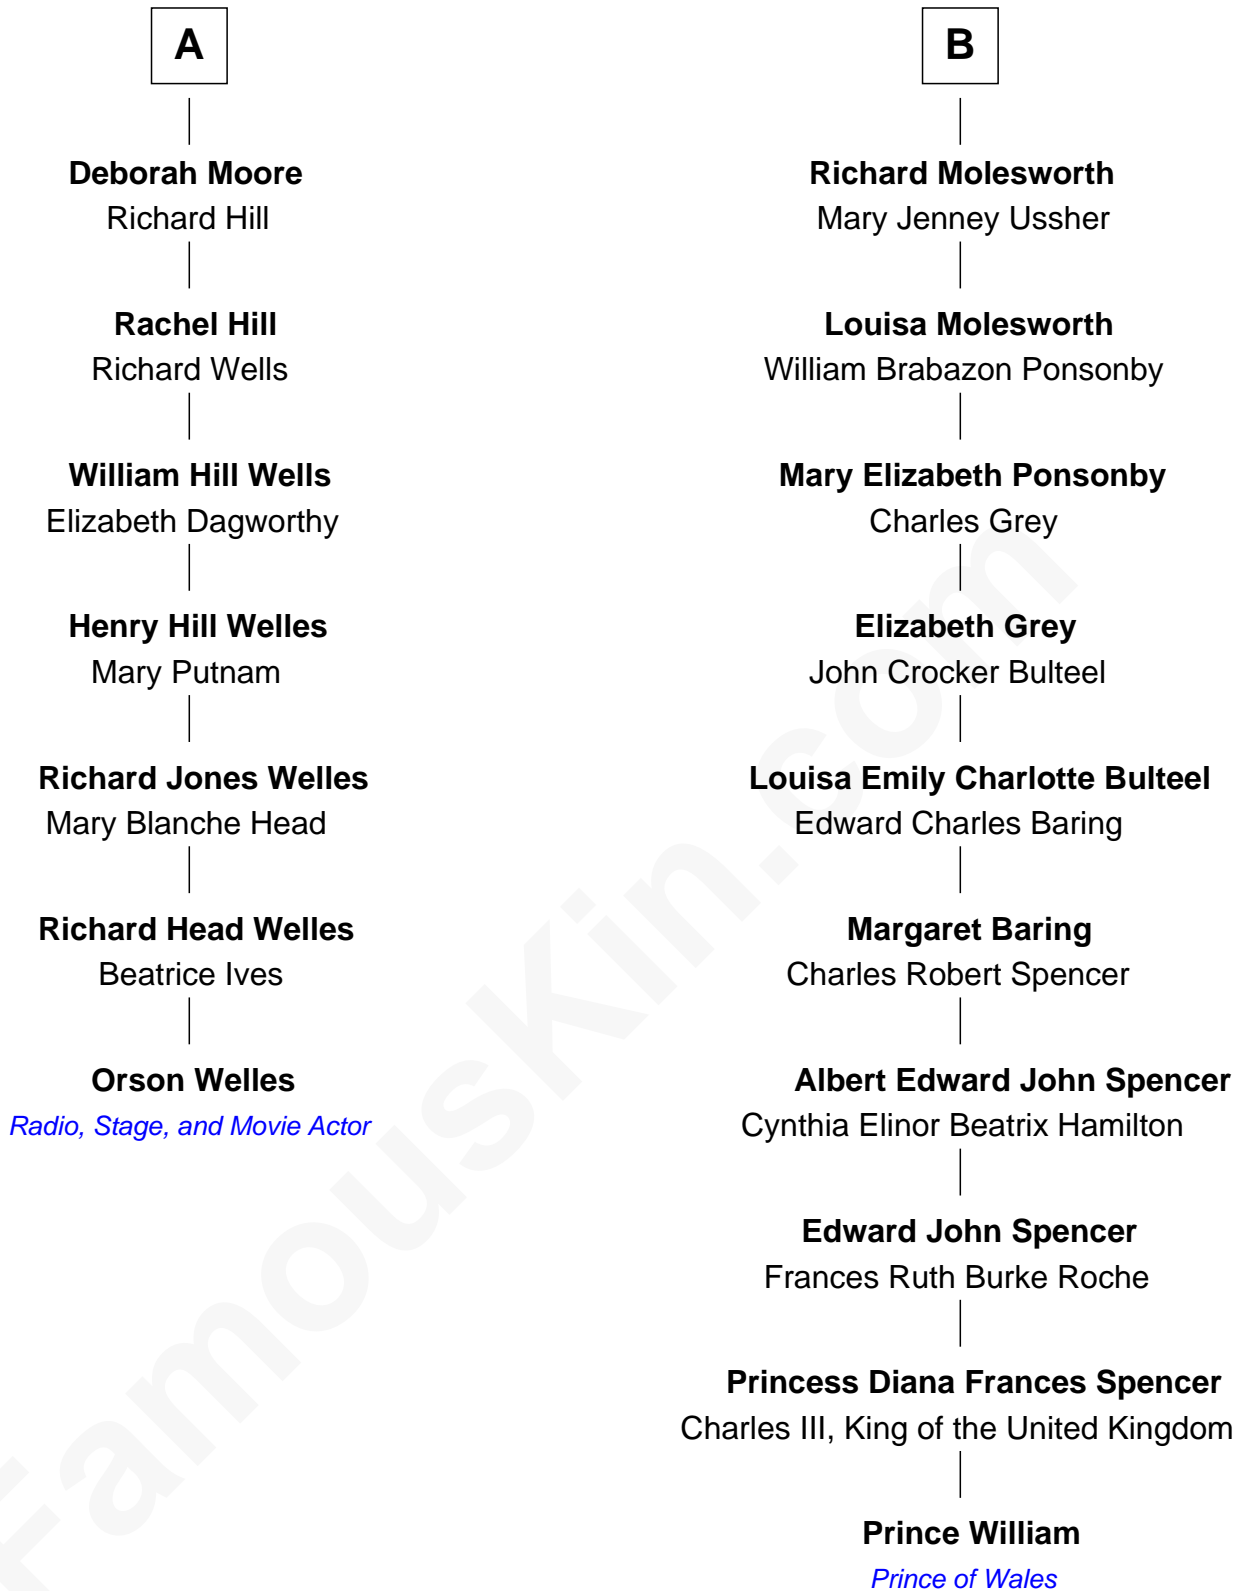 A
Deborah Moore
Richard Hill
Rachel Hill
Richard Wells
William Hill Wells
Elizabeth Dagworthy
Henry Hill Welles
Mary Putnam
Richard Jones Welles
Mary Blanche Head
Richard Head Welles
Beatrice Ives
Orson Welles
Radio, Stage, and Movie Actor
B
Richard Molesworth
Mary Jenney Ussher
Louisa Molesworth
William Brabazon Ponsonby
Mary Elizabeth Ponsonby
Charles Grey
Elizabeth Grey
John Crocker Bulteel
Louisa Emily Charlotte Bulteel
Edward Charles Baring
Margaret Baring
Charles Robert Spencer
Albert Edward John Spencer
Cynthia Elinor Beatrix Hamilton
Edward John Spencer
Frances Ruth Burke Roche
Princess Diana Frances Spencer
Charles III, King of the United Kingdom
Prince William
Prince of Wales
FamousKin.com